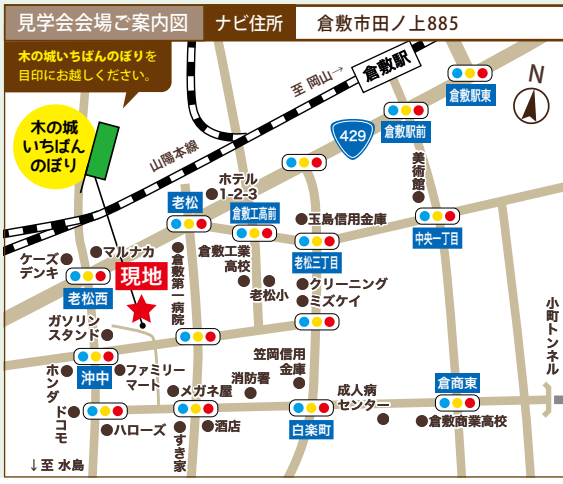 見学会会場ご案内図
ナビ住所
倉敷市田ノ上885
木の城いちばんのぼりを
目印にお越しください。
木の城
いちばん
のぼり
至 岡山→
倉敷駅
倉敷駅東
N
429
倉敷駅前
山陽本線
美術館
ホテル
1-2-3
老松
倉敷工高前
玉島信用金庫
中央一丁目
老松三丁目
マルナカ
ケーズ
デンキ
現地
倉敷第一病院
倉敷工業
高校
老松小
クリーニング
ミズケイ
老松西
ガソリン
スタンド
小町トンネル
沖中
ファミリー
マート
ホンダ
笠岡信用
金庫
消防署
メガネ屋
成人病
センター
倉商東
ドコモ
ハローズ
すき家
酒店
白楽町
倉敷商業高校
↓至 水島